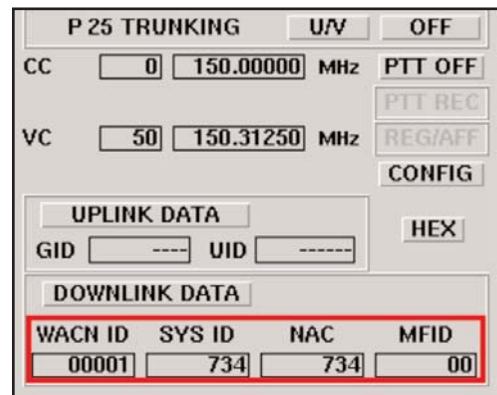 P 25 TRUNKING U/V OFF
CC 0 150.00000 MHz PTT OFF
PTT REC
VC 50 150.31250 MHz REG/AFF
CONFIG
UPLINK DATA
HEX
GID ---- UID ------
DOWNLINK DATA
WACN ID SYS ID NAC MFID
00001 734 734 00